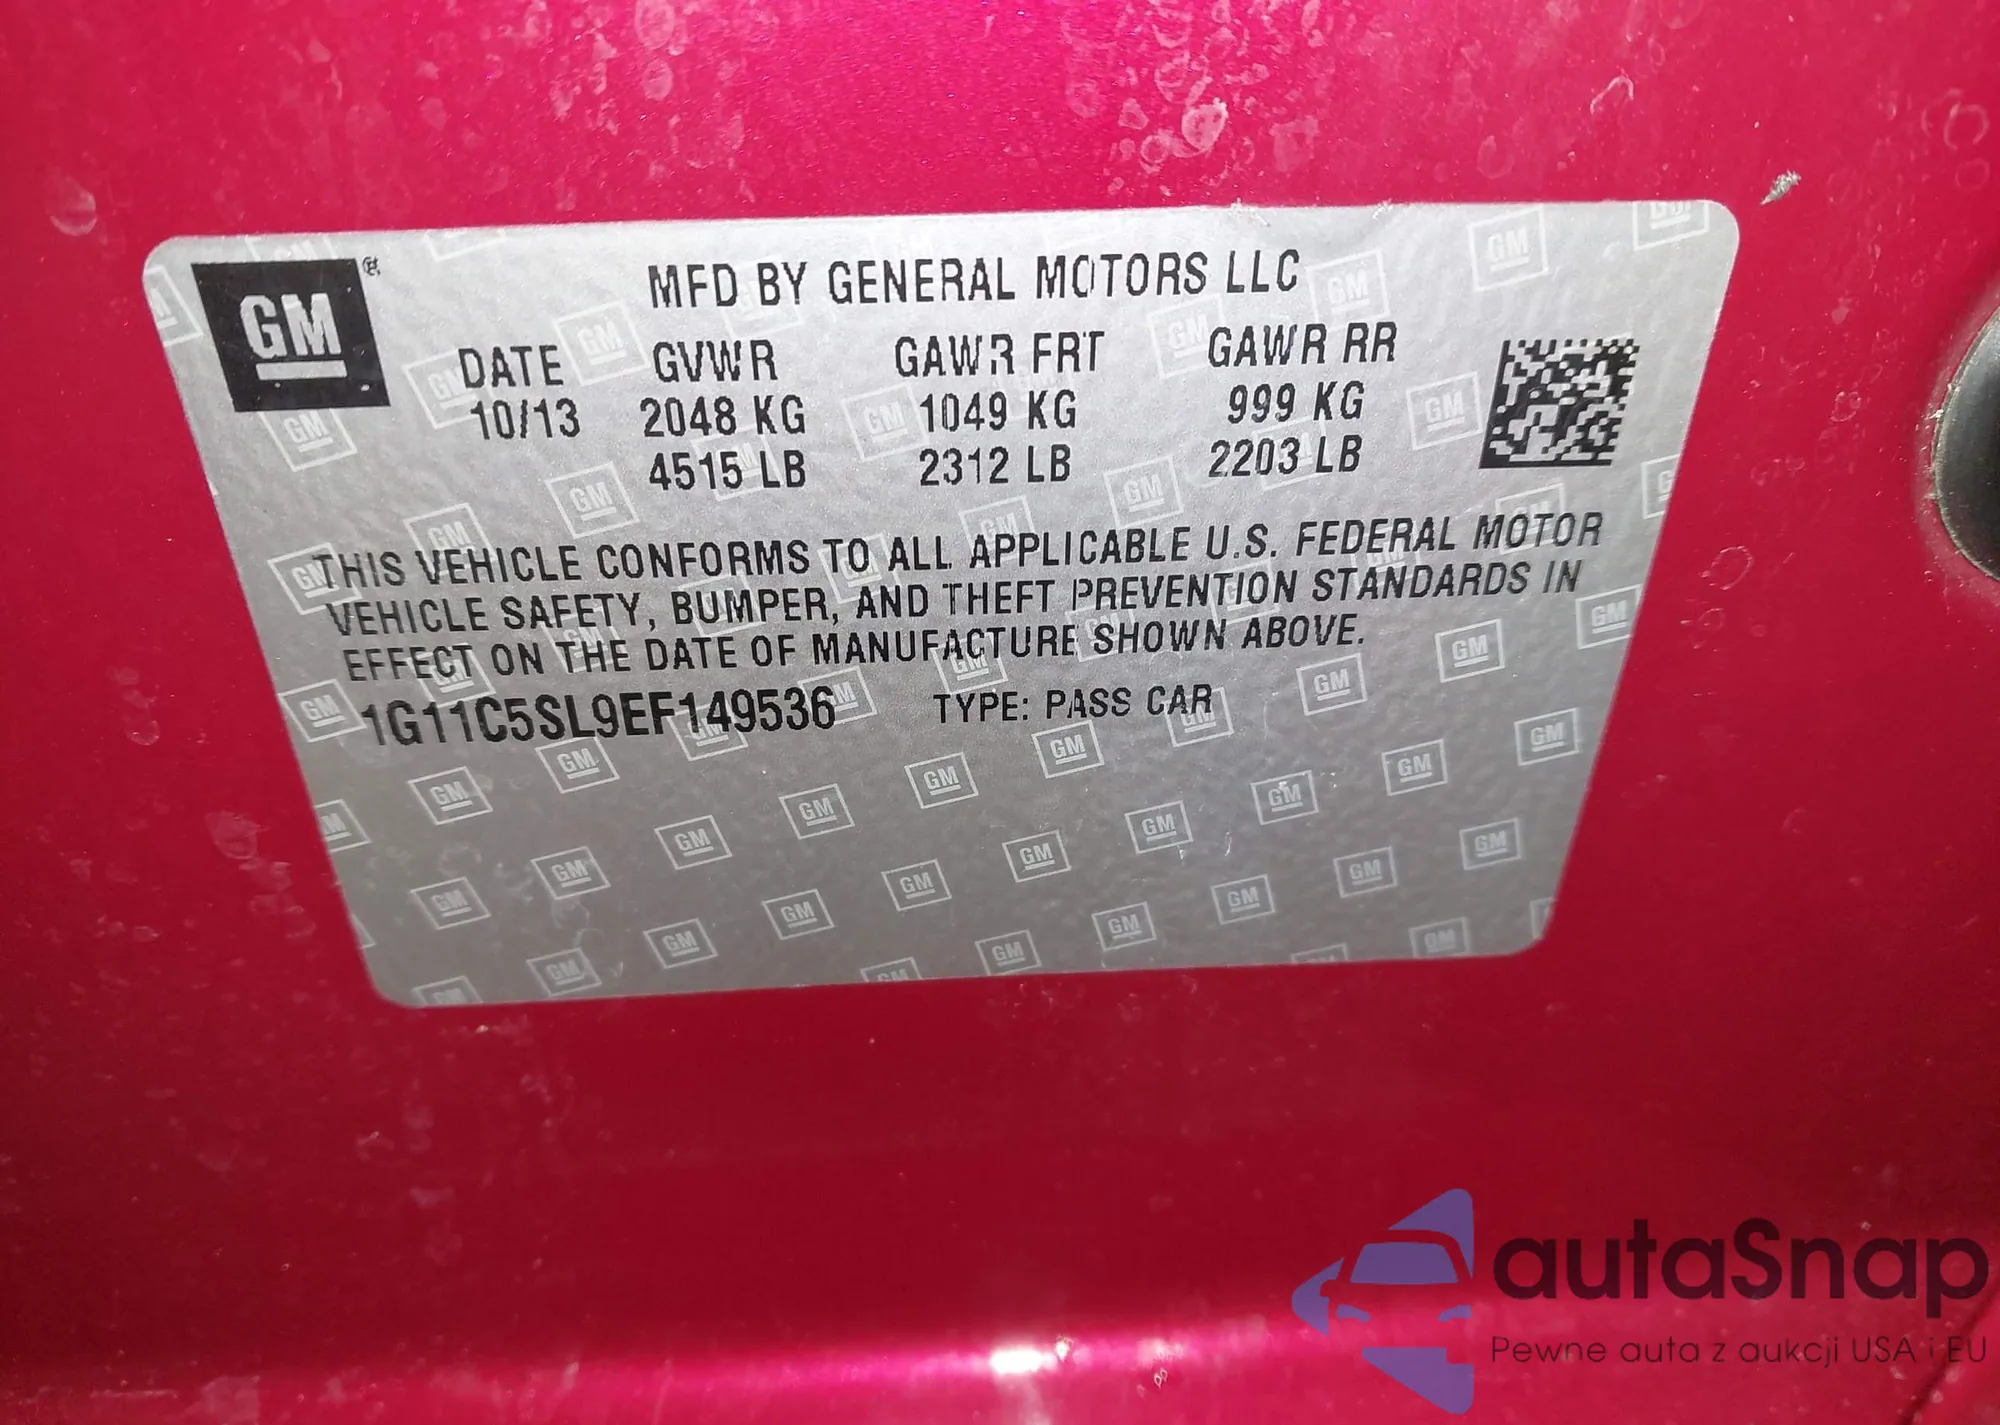 GM ®
MFD BY GENERAL MOTORS LLC
DATE GVWR GAWR FRT GAWR RR
10/13 2048 KG 1049 KG 999 KG
4515 LB 2312 LB 2203 LB
THIS VEHICLE CONFORMS TO ALL APPLICABLE U.S. FEDERAL MOTOR
VEHICLE SAFETY, BUMPER, AND THEFT PREVENTION STANDARDS IN
EFFECT ON THE DATE OF MANUFACTURE SHOWN ABOVE.
1G11C5SL9EF149536 TYPE: PASS CAR
autaSnap
Pewne auta z aukcji USA i EU